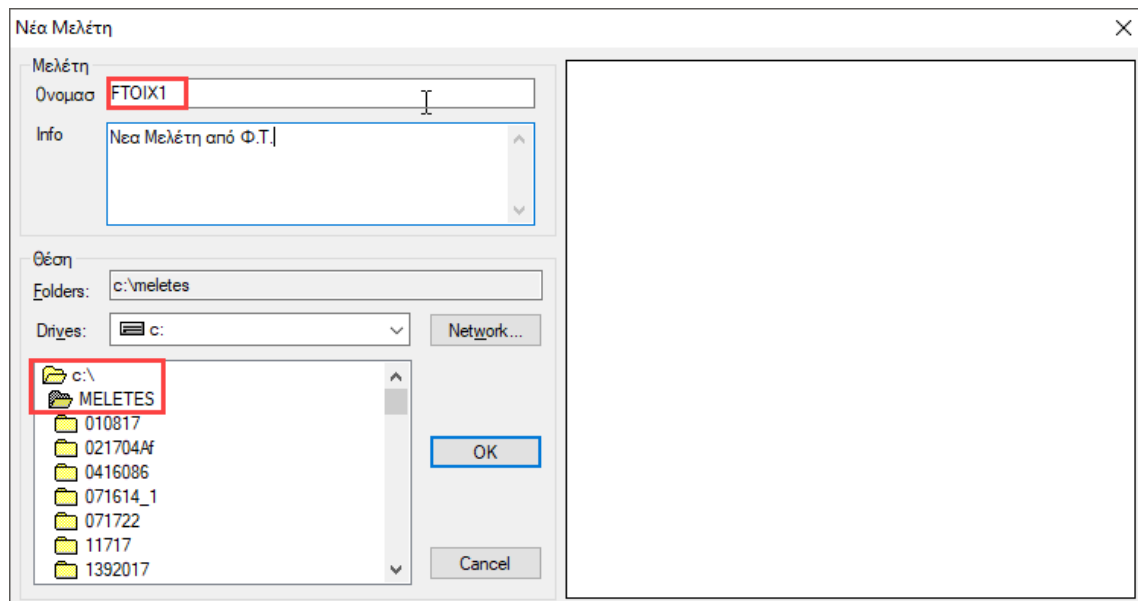 Νέα Μελέτη
Μελέτη
Ονομασ FTOIX1
Info Νεα Μελέτη από Φ.Τ.
Θέση
Folders: c:\meletes
Drives: c: Network...
c:\
MELETES
010817
021704Af
0416086
071614_1
071722
11717
1392017
OK
Cancel